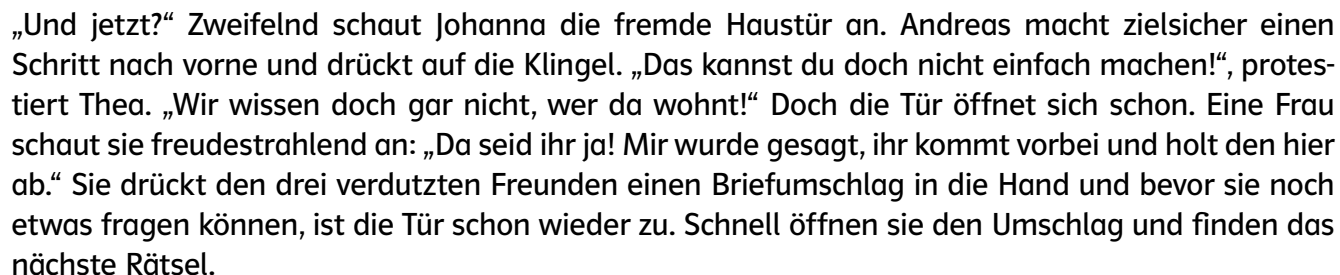 „Und jetzt?“ Zweifelnd schaut Johanna die fremde Haustür an. Andreas macht zielsicher einen
Schritt nach vorne und drückt auf die Klingel. „Das kannst du doch nicht einfach machen!“, protes-
tiert Thea. „Wir wissen doch gar nicht, wer da wohnt!“ Doch die Tür öffnet sich schon. Eine Frau
schaut sie freudestrahlend an: „Da seid ihr ja! Mir wurde gesagt, ihr kommt vorbei und holt den hier
ab.“ Sie drückt den drei verdutzten Freunden einen Briefumschlag in die Hand und bevor sie noch
etwas fragen können, ist die Tür schon wieder zu. Schnell öffnen sie den Umschlag und finden das
nächste Rätsel.